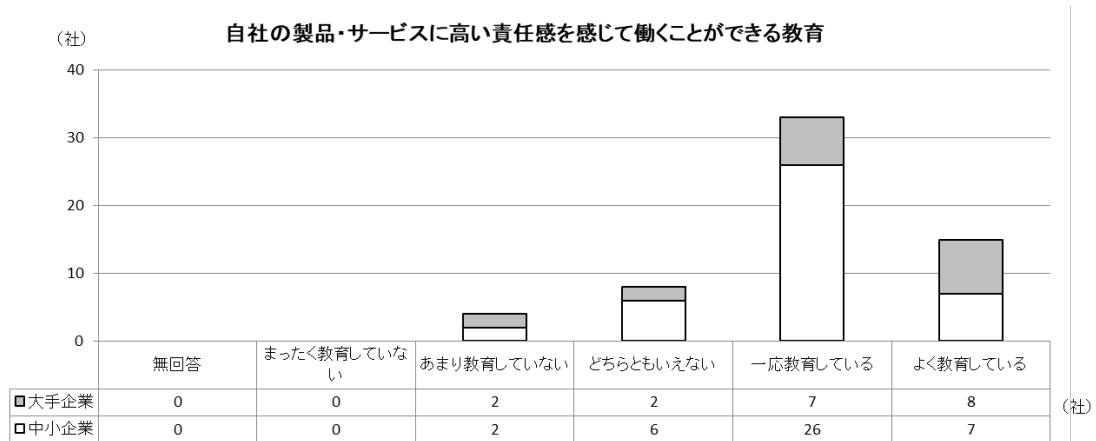 自社の製品・サービスに高い責任感を感じて働くことができる教育
（社）
40
30
20
10
0
無回答 まったく教育していな あまり教育していない どちらともいえない 一応教育している よく教育している
い
大手企業 0 0 2 2 7 8
（社）
中小企業 0 0 2 6 26 7